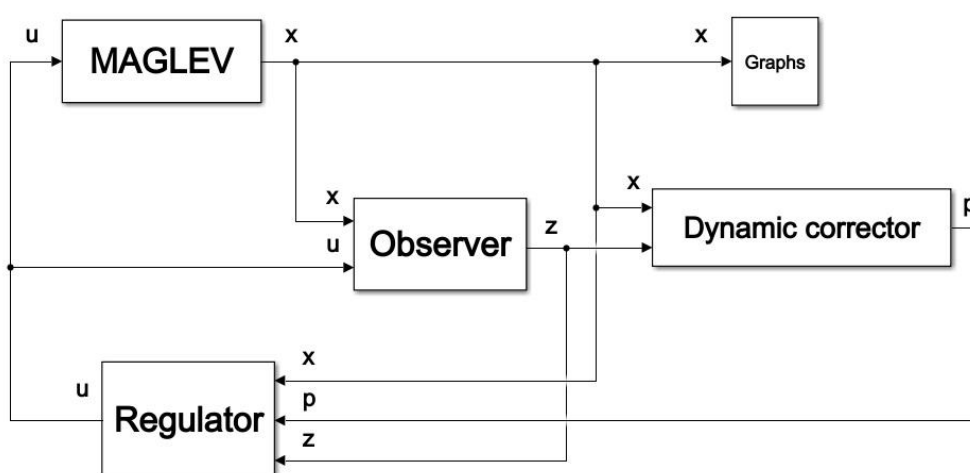 u
MAGLEV
x
x
Graphs
x
x
p
u
Observer
z
Dynamic corrector
x
u
p
Regulator
z